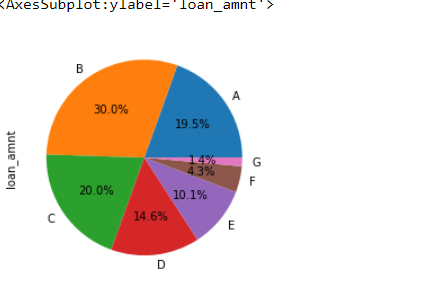 <AxesSubplot:ylabel='loan_amnt'>
B
A
30.0%
19.5%
loan_amnt
1.4%
G
4.3%
F
20.0%
10.1%
C
14.6%
E
D